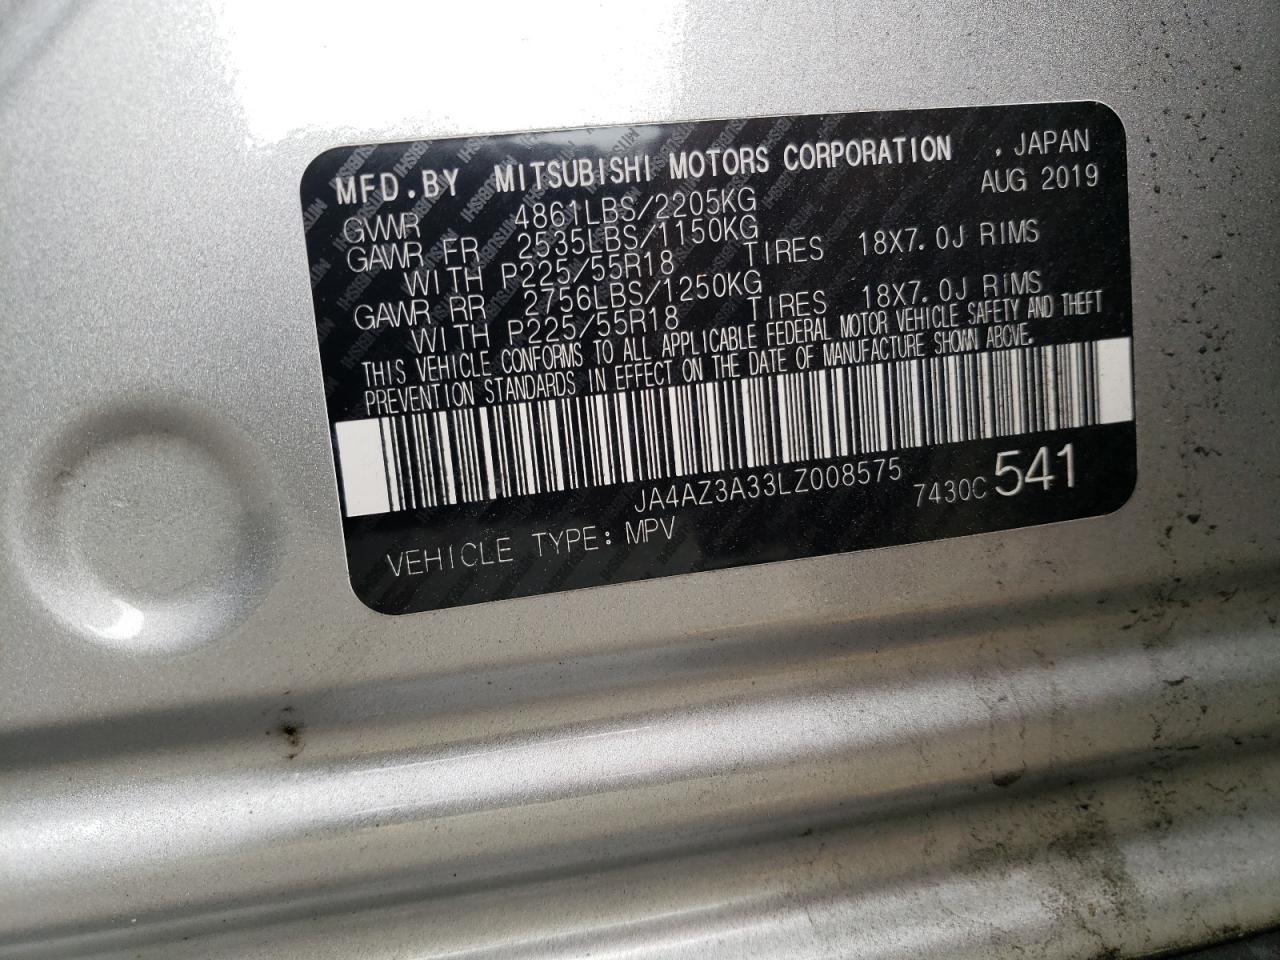 MFD.BY MITSUBISHI MOTORS CORPORATION , JAPAN
AUG 2019
GVWR 4861LBS/2205KG
GAWR FR 2535LBS/1150KG
WITH P225/55R18 TIRES 18X7.0J RIMS
GAWR RR 2756LBS/1250KG
WITH P225/55R18 TIRES 18X7.0J RIMS
THIS VEHICLE CONFORMS TO ALL APPLICABLE FEDERAL MOTOR VEHICLE SAFETY AND THEFT
PREVENTION STANDARDS IN EFFECT ON THE DATE OF MANUFACTURE SHOWN ABOVE.
JA4AZ3A33LZ008575
7430C 541
VEHICLE TYPE: MPV